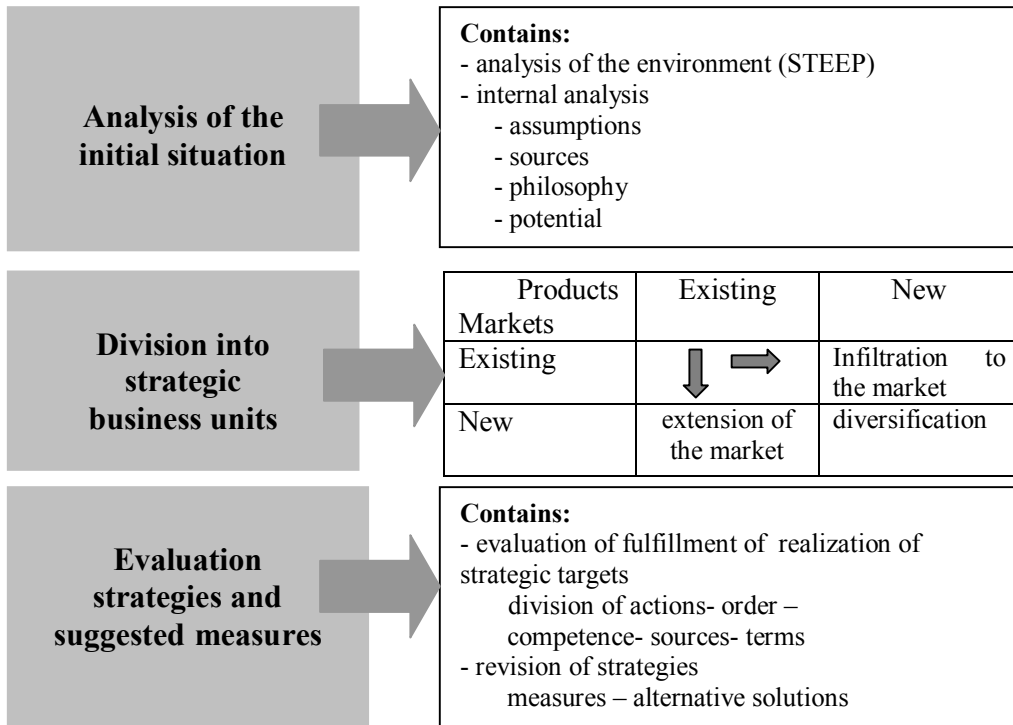 Analysis of the
initial situation
Contains:
- analysis of the environment (STEEP)
- internal analysis
- assumptions
- sources
- philosophy
- potential
Division into
strategic
business units
Products
Markets
Existing
New
Existing
Infiltration to
the market
New
extension of
the market
diversification
Evaluation
strategies and
suggested measures
Contains:
- evaluation of fulfillment of realization of
strategic targets
division of actions- order –
competence- sources- terms
- revision of strategies
measures – alternative solutions